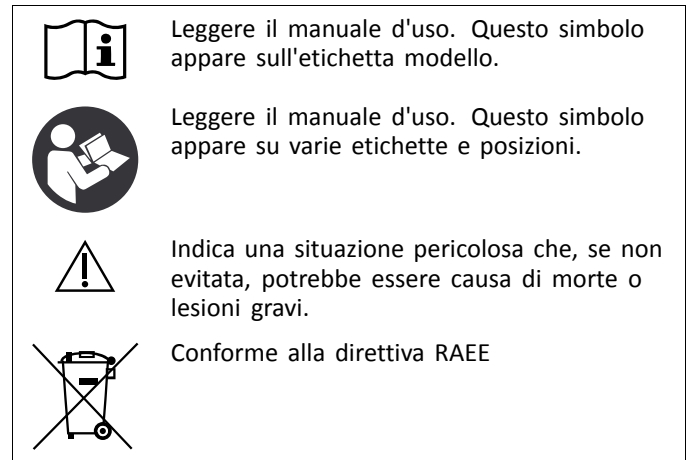 Leggere il manuale d'uso. Questo simbolo
appare sull'etichetta modello.
Leggere il manuale d'uso. Questo simbolo
appare su varie etichette e posizioni.
Indica una situazione pericolosa che, se non
evitata, potrebbe essere causa di morte o
lesioni gravi.
Conforme alla direttiva RAEE